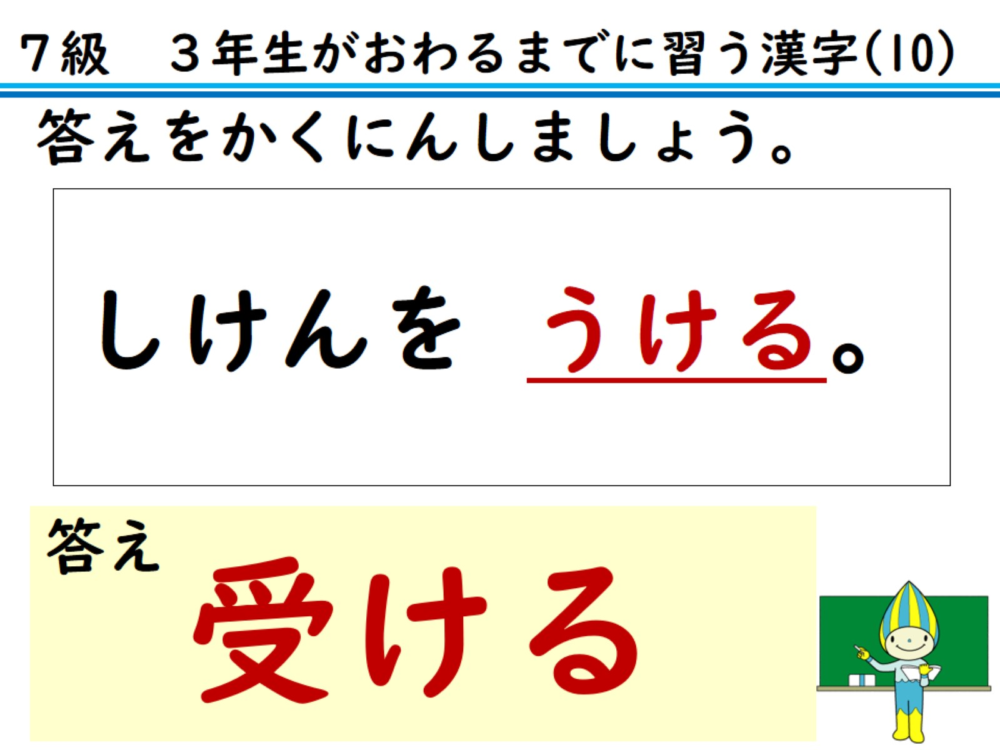 ７級　３年生がおわるまでに習う漢字(10)
答えをかくにんしましょう。
しけんを　うける。
答え
受ける